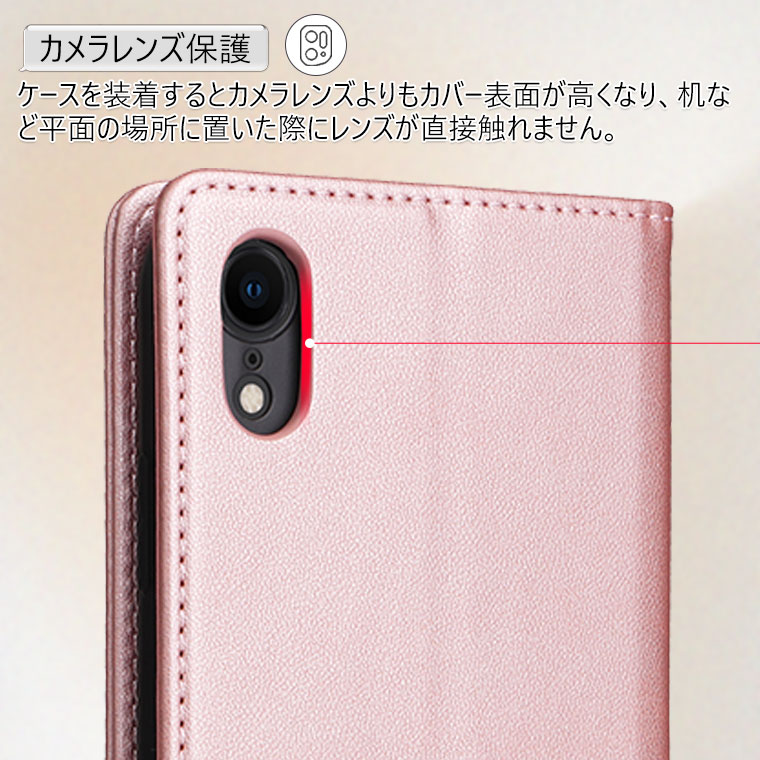 カメラレンズ保護
ケースを装着するとカメラレンズよりもカバー表面が高くなり、机な
ど平面の場所に置いた際にレンズが直接触れません。